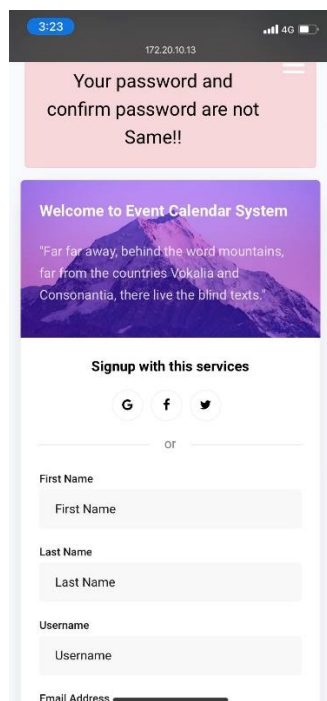 3:23
4G
172.20.10.13
Your password and
confirm password are not
Same!!
Welcome to Event Calendar System
"Far far away, behind the word mountains,
far from the countries Vokalia and
Consonantia, there live the blind texts."
Signup with this services
G f
or
First Name
First Name
Last Name
Last Name
Username
Username
Email Address